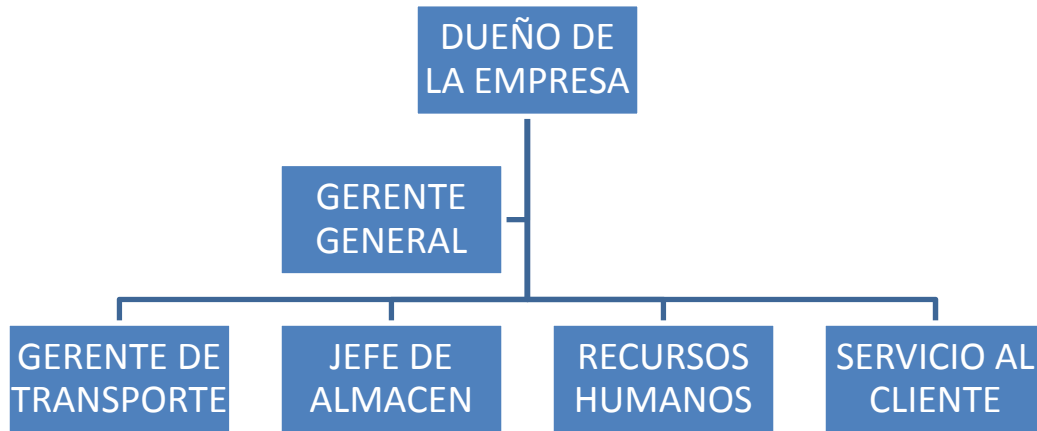 DUEÑO DE
LA EMPRESA
GERENTE
GENERAL
GERENTE DE
TRANSPORTE
JEFE DE
ALMACEN
RECURSOS
HUMANOS
SERVICIO AL
CLIENTE